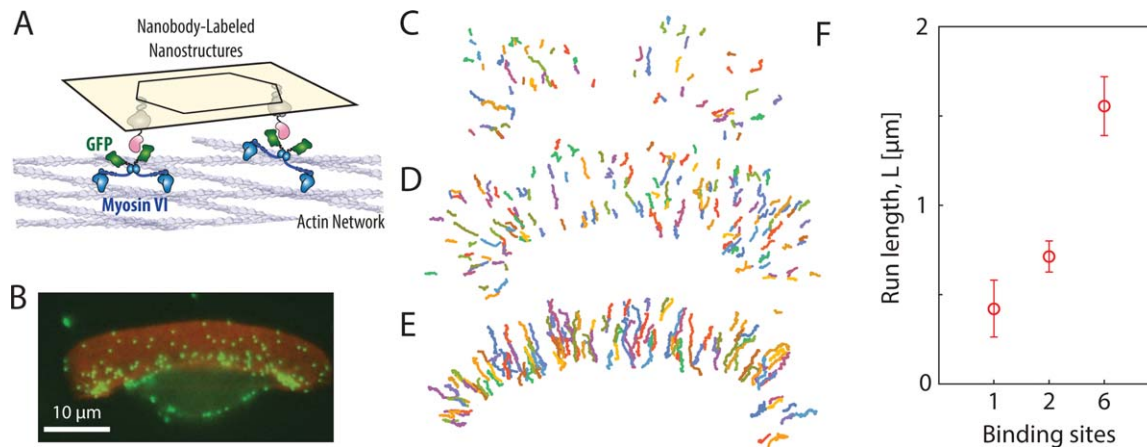 A
Nanobody-Labeled
Nanostructures
GFP
Myosin VI
Actin Network
B
10 µm
C
D
E
F
Run length, L [µm]
2
1
0
1 2 6
Binding sites